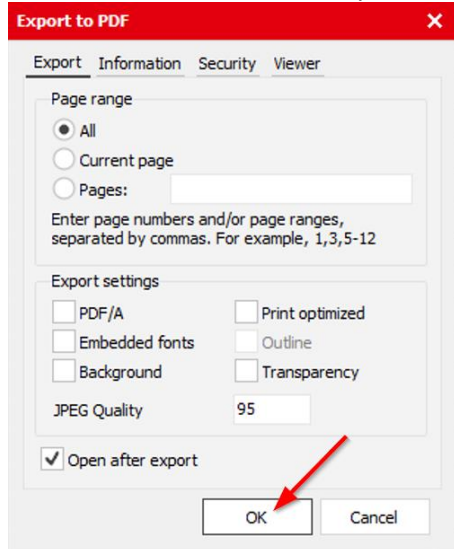 Export to PDF
Export Information Security Viewer
Page range
All
Current page
Pages:
Enter page numbers and/or page ranges,
separated by commas. For example, 1,3,5-12
Export settings
PDF/A Print optimized
Embedded fonts Outline
Background Transparency
JPEG Quality 95
Open after export
OK Cancel